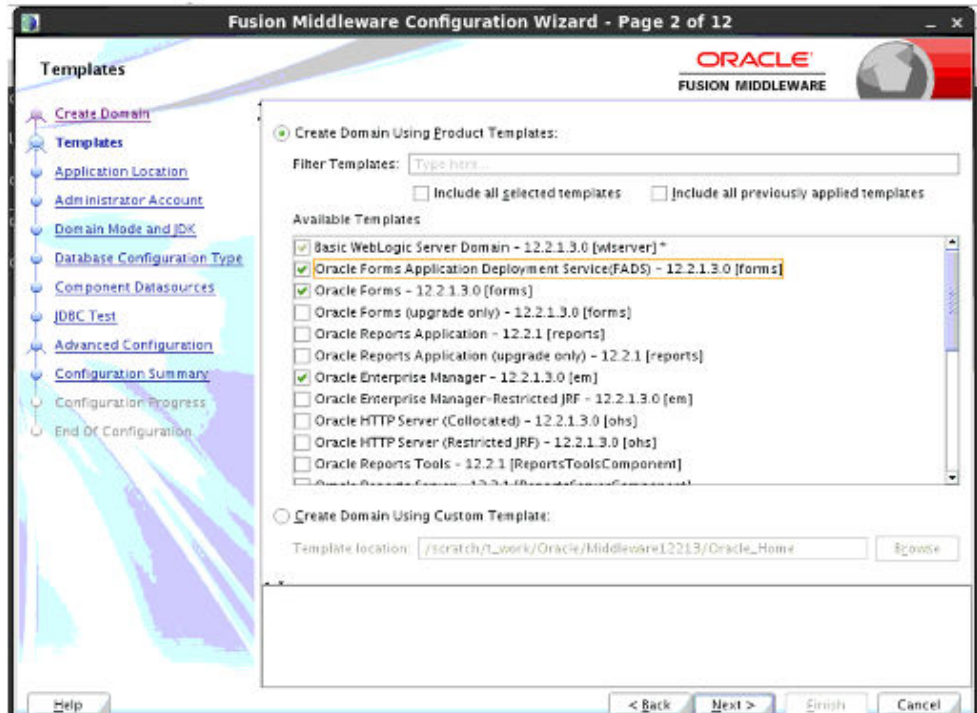 Fusion Middleware Configuration Wizard - Page 2 of 12
Templates
ORACLE
FUSION MIDDLEWARE
Create Domain
Templates
Application Location
Administrator Account
Domain Mode and JDK
Database Configuration Type
Component Datasources
JDBC Test
Advanced Configuration
Configuration Summary
Configuration Progress
End Of Configuration
Create Domain Using Product Templates:
Filter Templates: Type here...
Include all selected templates Include all previously applied templates
Available Templates
Basic WebLogic Server Domain - 12.2.1.3.0 [wlserver] *
Oracle Forms Application Deployment Service(FADS) - 12.2.1.3.0 [forms]
Oracle Forms - 12.2.1.3.0 [forms]
Oracle Forms (upgrade only) - 12.2.1.3.0 [forms]
Oracle Reports Application - 12.2.1 [reports]
Oracle Reports Application (upgrade only) - 12.2.1 [reports]
Oracle Enterprise Manager - 12.2.1.3.0 [em]
Oracle Enterprise Manager-Restricted JRF - 12.2.1.3.0 [em]
Oracle HTTP Server (Collocated) - 12.2.1.3.0 [ohs]
Oracle HTTP Server (Restricted JRF) - 12.2.1.3.0 [ohs]
Oracle Reports Tools - 12.2.1 [ReportsToolsComponent]
Oracle Reports Server - 12.2.1 [ReportsServerComponent]
Create Domain Using Custom Template:
Template location: /scratch/t_work/Oracle/Middleware12213/Oracle_Home Browse
Help < Back Next > Finish Cancel